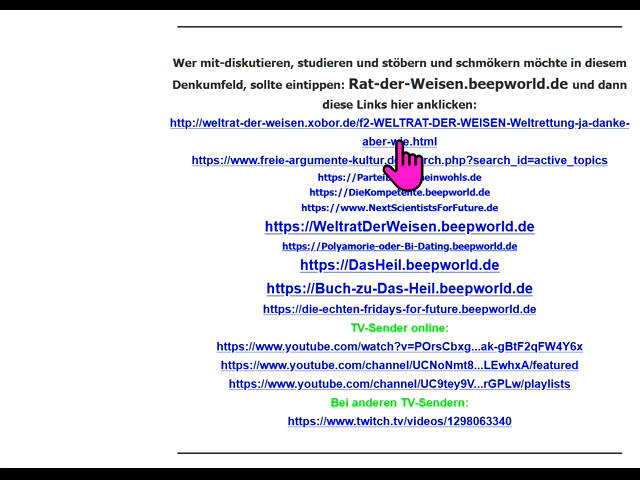 Wer mit-diskutieren, studieren und stöbern und schmökern möchte in diesem
Denkumfeld, sollte eintippen: Rat-der-Weisen.beepworld.de und dann
diese Links hier anklicken:
http://weltrat-der-weisen.xobor.de/f2-WELTRAT-DER-WEISEN-Weltrettung-ja-danke-
aber-wie.html
https://www.freie-argumente-kultur.de/search.php?search_id=active_topics
https://DieKompetente.beepworld.de
https://www.NextScientistsForFuture.de
https://WeltratDerWeisen.beepworld.de
https://Polyamorie-oder-Bi-Dating.beepworld.de
https://DasHeil.beepworld.de
https://Buch-zu-Das-Heil.beepworld.de
https://die-echten-fridays-for-future.beepworld.de
TV-Sender online:
https://www.youtube.com/watch?v=POrsCbxg...ak-gBtF2qFW4Y6x
https://www.youtube.com/channel/UCNoNmt8...LEwhxA/featured
https://www.youtube.com/channel/UC9tey9V...rGPLw/playlists
Bei anderen TV-Sendern:
https://www.twitch.tv/videos/1298063340